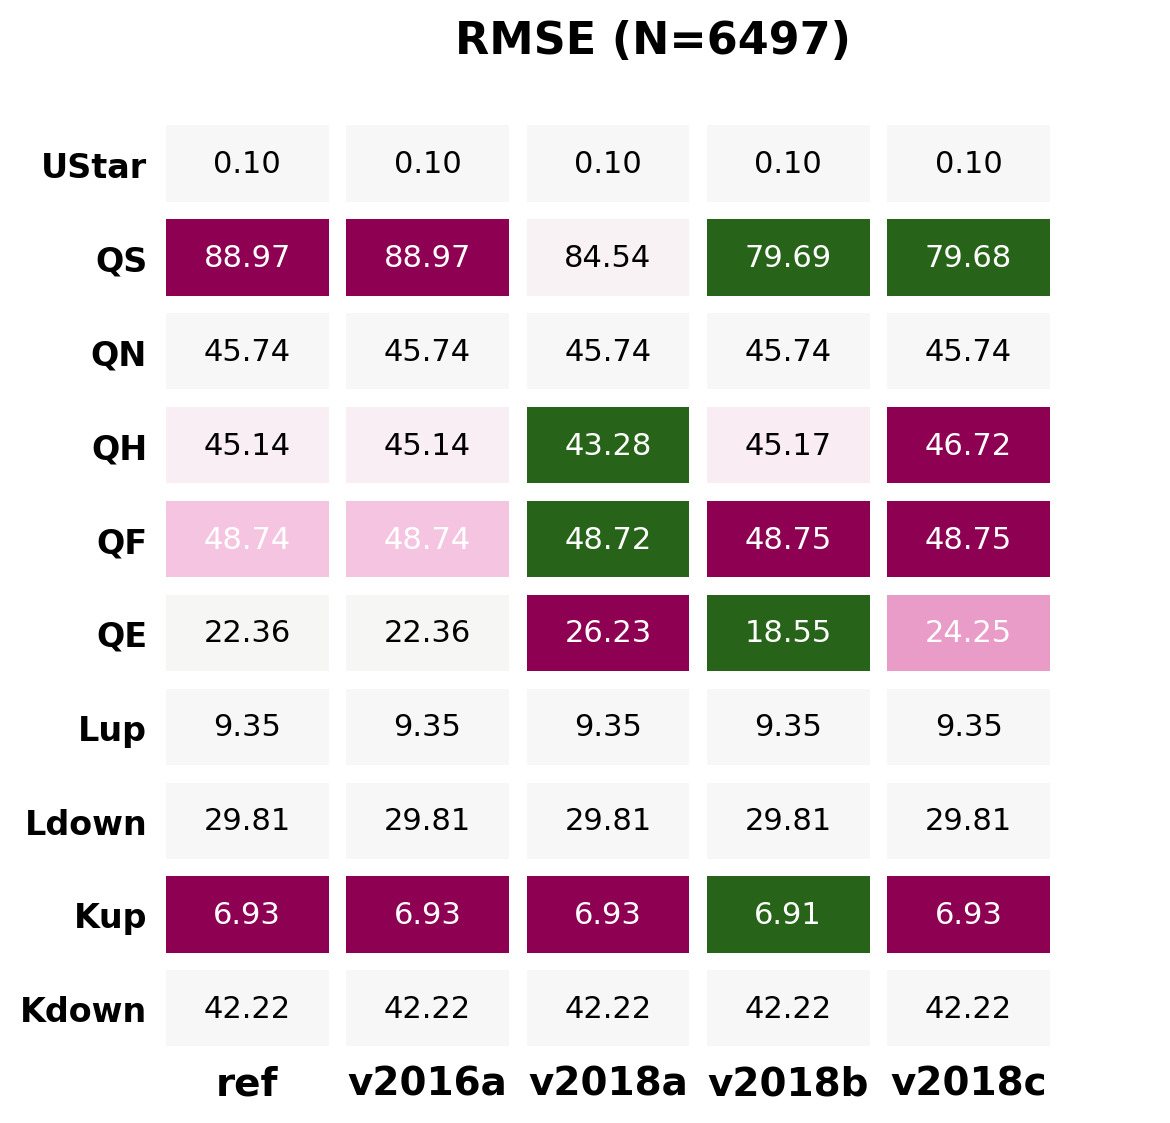 RMSE (N=6497)
UStar 0.10 0.10 0.10 0.10 0.10
QS 88.97 88.97 84.54 79.69 79.68
QN 45.74 45.74 45.74 45.74 45.74
QH 45.14 45.14 43.28 45.17 46.72
QF 48.74 48.74 48.72 48.75 48.75
QE 22.36 22.36 26.23 18.55 24.25
Lup 9.35 9.35 9.35 9.35 9.35
Ldown 29.81 29.81 29.81 29.81 29.81
Kup 6.93 6.93 6.93 6.91 6.93
Kdown 42.22 42.22 42.22 42.22 42.22
ref v2016a v2018a v2018b v2018c